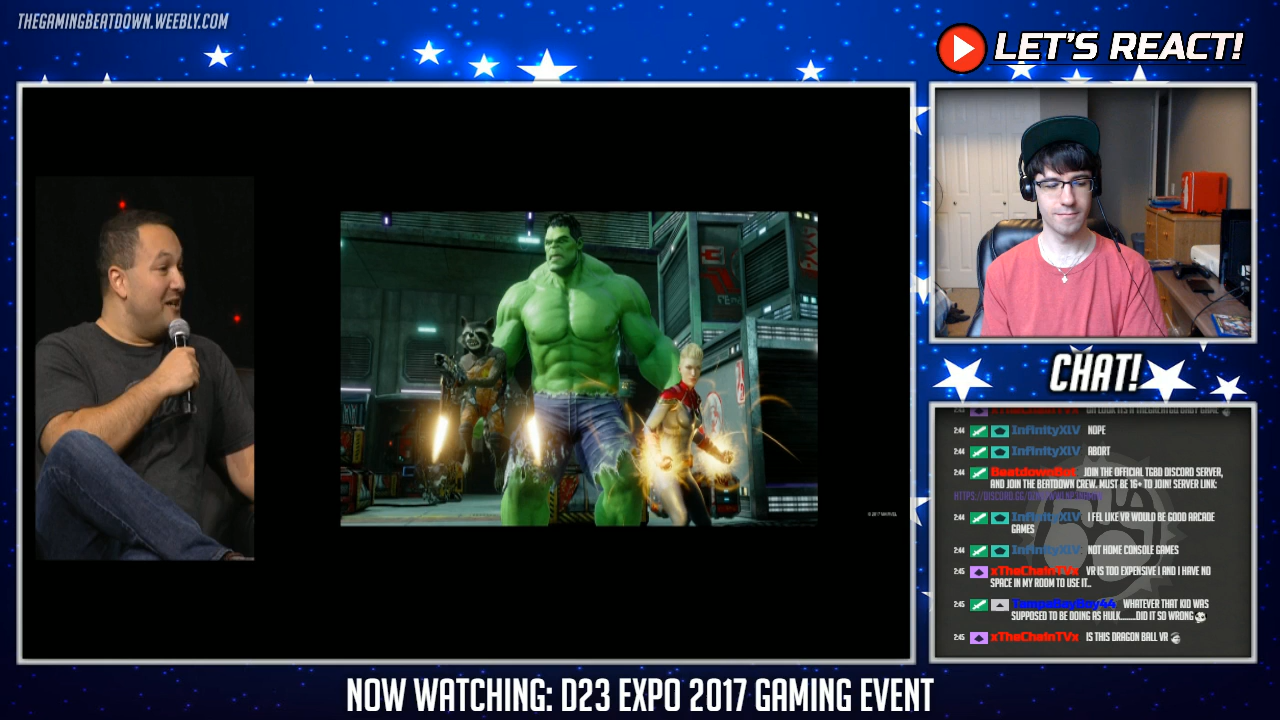 THEGAMINGBEATDOWN.WEEBLY.COM
LET'S REACT!
© 2017 MARVEL
CHAT!
2:44 InfinityXIV NOPE
2:44 InfinityXIV ABORT
2:44 BeatdownBot JOIN THE OFFICIAL TGBD DISCORD SERVER,
AND JOIN THE BEATDOWN CREW. MUST BE 16+ TO JOIN! SERVER LINK:
2:44 InfinityXIV I FEL LIKE VR WOULD BE GOOD ARCADE
GAMES
2:44 InfinityXIV NOT HOME CONSOLE GAMES
2:45 xTheChainTVx VR IS TOO EXPENSIVE I AND I HAVE NO
SPACE IN MY ROOM TO USE IT..
2:45 TampaBayBoy44 WHATEVER THAT KID WAS
SUPPOSED TO BE DOING AS HULK........DID IT SO WRONG
2:45 xTheChainTVx IS THIS DRAGON BALL VR
NOW WATCHING: D23 EXPO 2017 GAMING EVENT